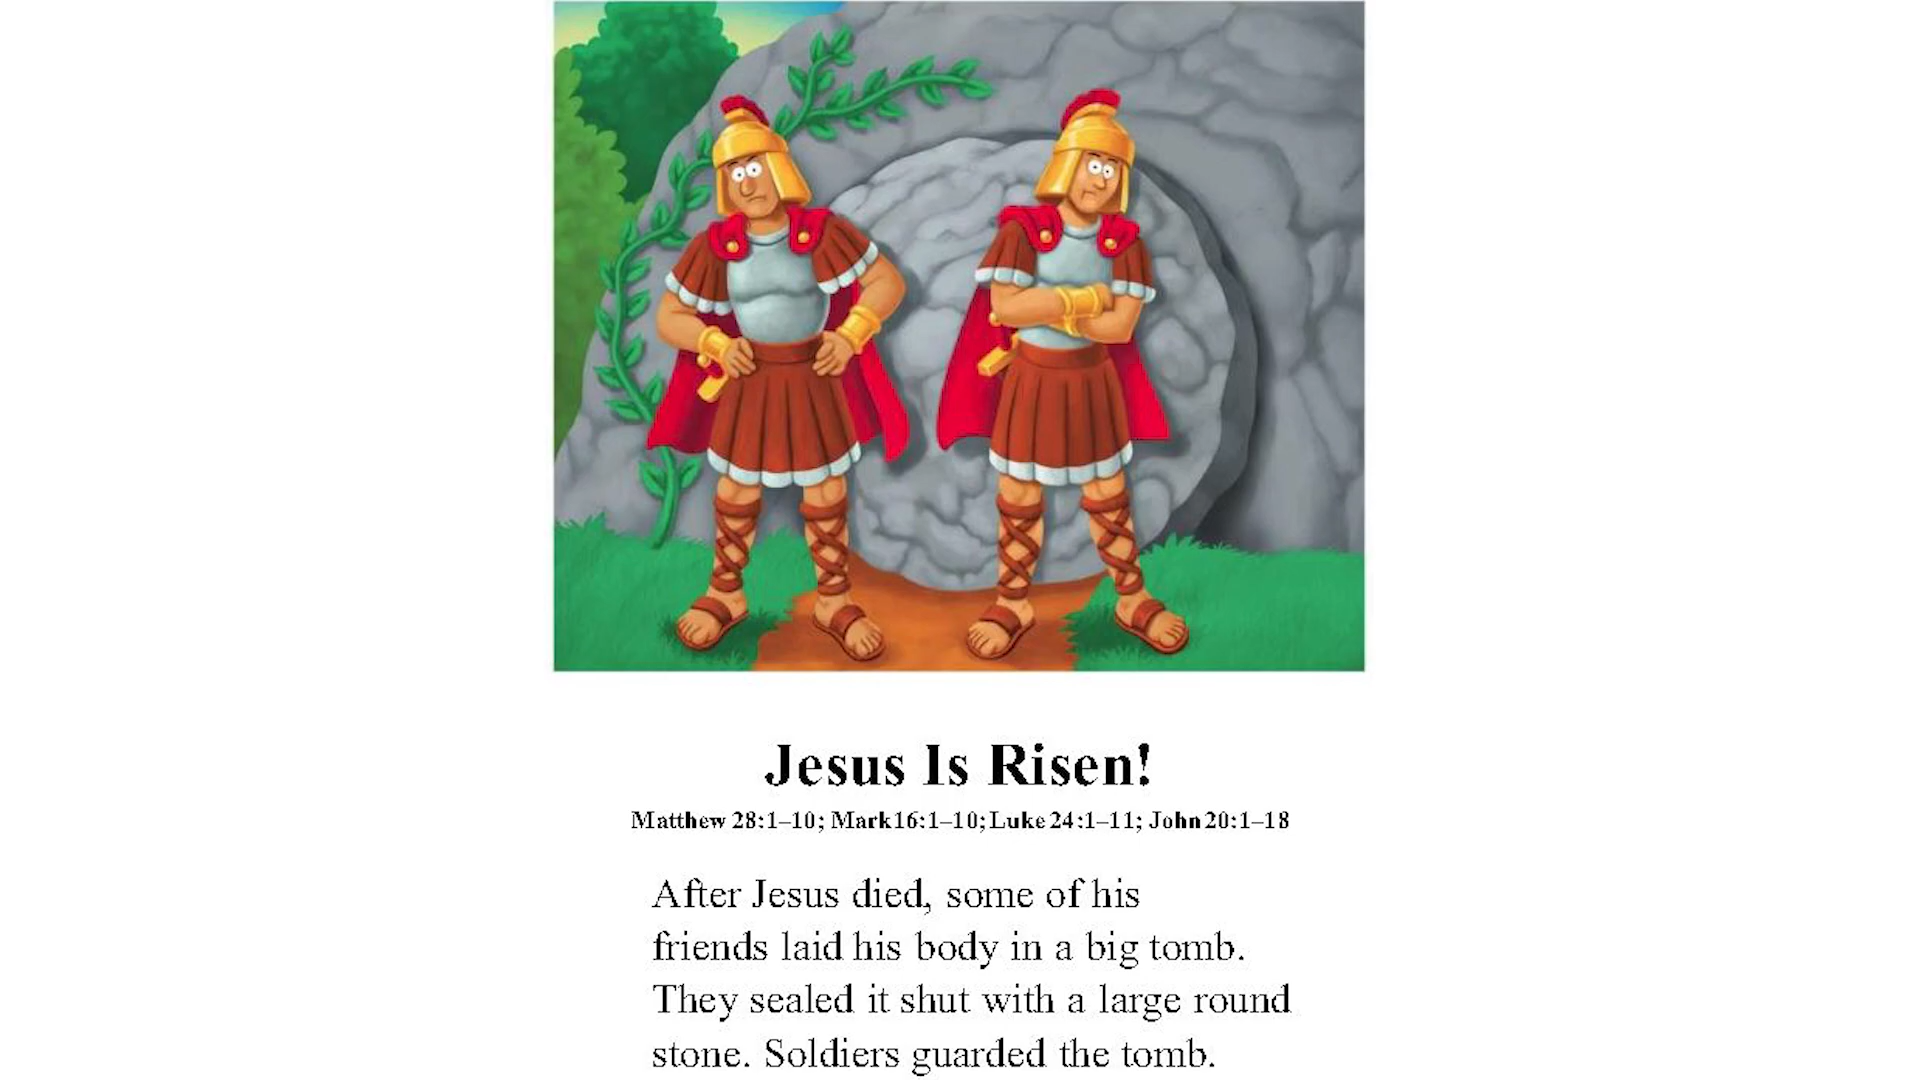 Jesus Is Risen!
Matthew 28:1–10; Mark 16:1–10; Luke 24:1–11; John 20:1–18
After Jesus died, some of his
friends laid his body in a big tomb.
They sealed it shut with a large round
stone. Soldiers guarded the tomb.